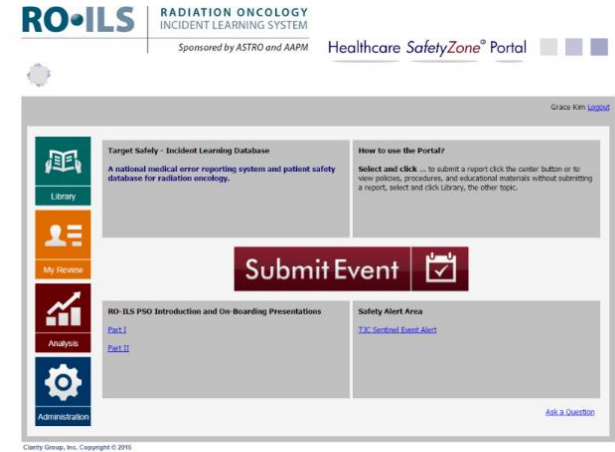 RO•ILS
RADIATION ONCOLOGY
INCIDENT LEARNING SYSTEM
Sponsored by ASTRO and AAPM
Healthcare SafetyZone® Portal
Grace Kim Logout
Library
My Review
Analysis
Administration
Target Safely - Incident Learning Database
A national medical error reporting system and patient safety
database for radiation oncology.
How to use the Portal?
Select and click ... to submit a report click the center button or to
view policies, procedures, and educational materials without submitting
a report, select and click Library, the other topic.
Submit Event
RO-ILS PSO Introduction and On-Boarding Presentations
Part I
Part II
Safety Alert Area
TJC Sentinel Event Alert
Ask a Question
Clarity Group, Inc. Copyright © 2015